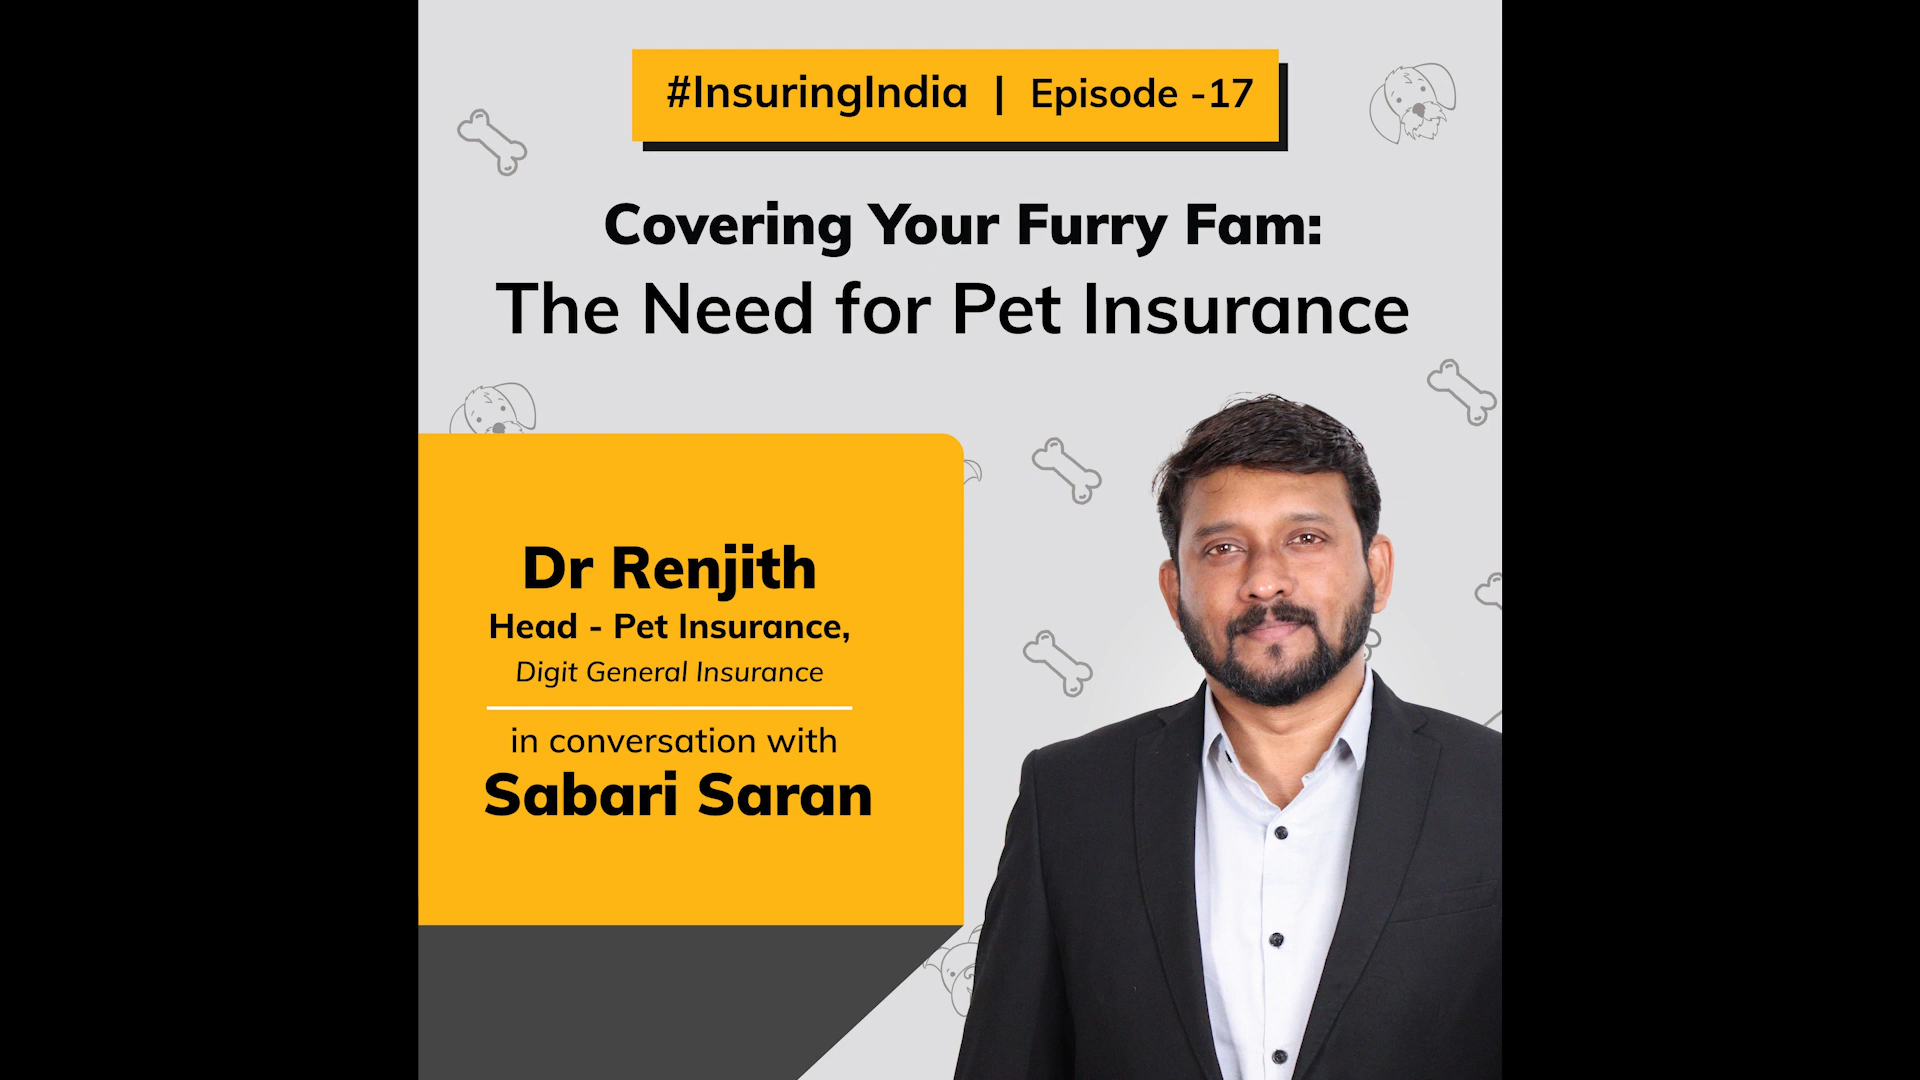 #InsuringIndia | Episode -17
Covering Your Furry Fam:
The Need for Pet Insurance
Dr Renjith
Head - Pet Insurance,
Digit General Insurance
in conversation with
Sabari Saran